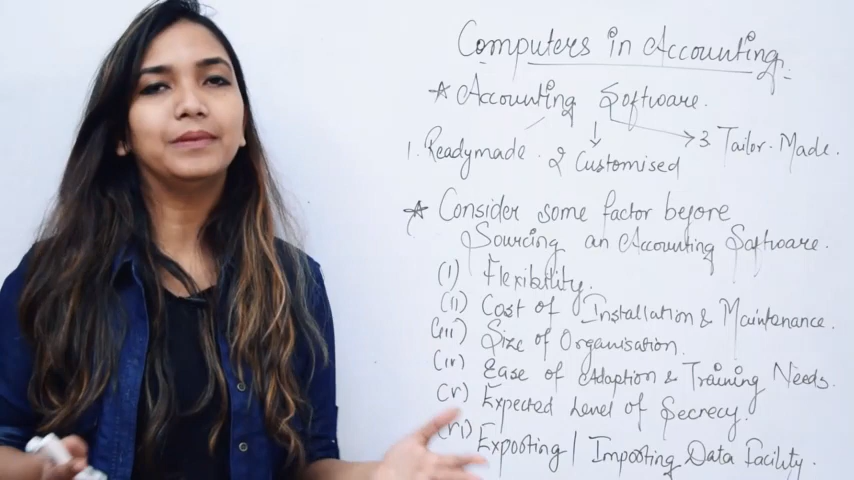 Computers in Accounting
* Accounting Software.
1. Readymade. 2 Customised 3 Tailor-Made.
* Consider some factor before
Sourcing an Accounting Software.
(i) Flexibility.
(ii) Cost of Installation & Maintenance.
(iii) Size of Organisation.
(iv) Ease of Adaption & Training Needs.
(v) Expected Level of Secrecy.
(vi) Exporting / Importing Data Facility.